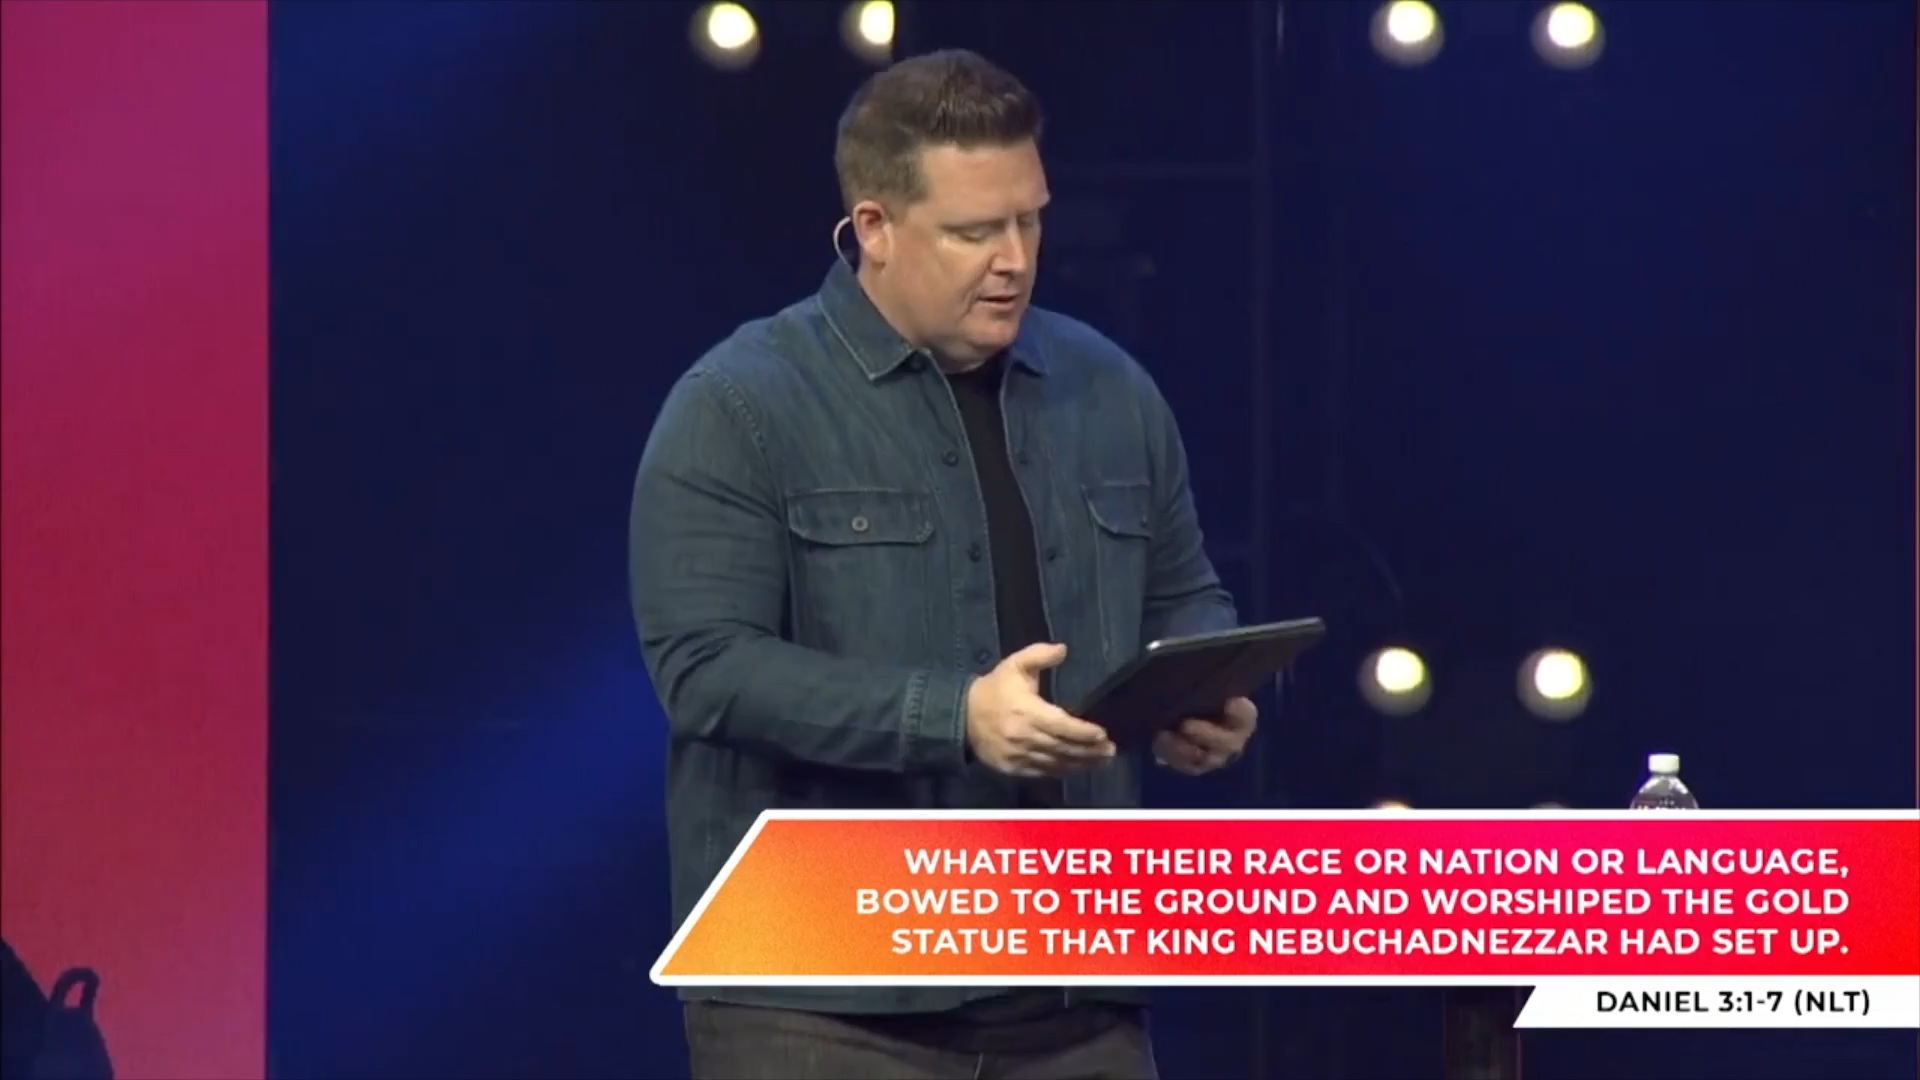 WHATEVER THEIR RACE OR NATION OR LANGUAGE,
BOWED TO THE GROUND AND WORSHIPED THE GOLD
STATUE THAT KING NEBUCHADNEZZAR HAD SET UP.
DANIEL 3:1-7 (NLT)